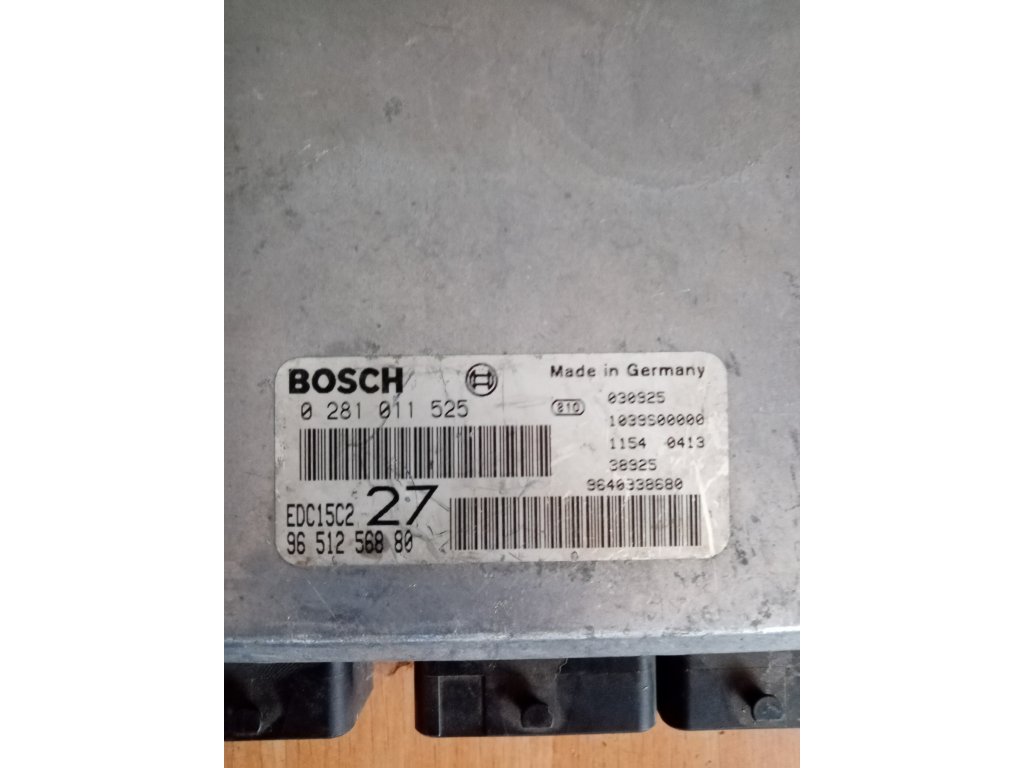 BOSCH
Made in Germany
0 281 011 525
810
030925
1039S00000
1154 0413
38925
9640338680
EDC15C2 27
96 512 568 80